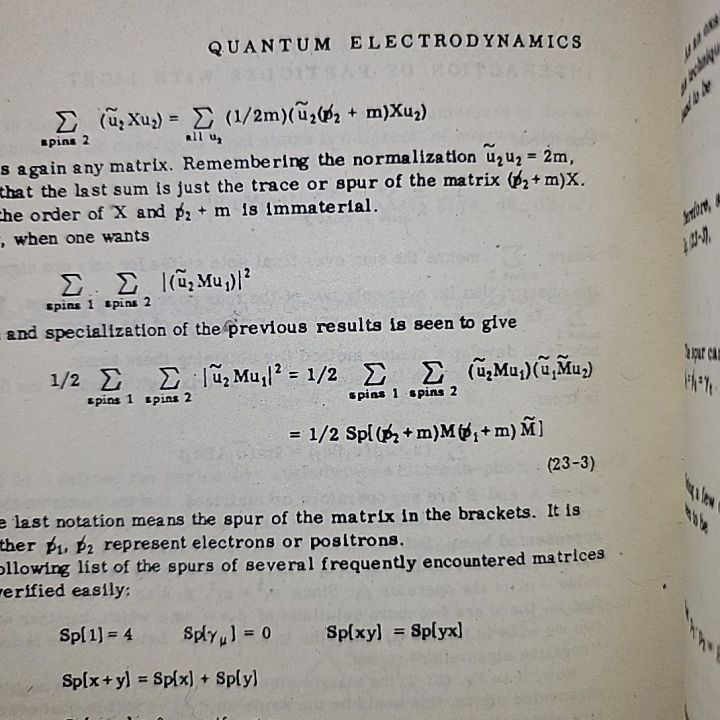 QUANTUM ELECTRODYNAMICS
∑ (ũ₂Xu₂) = ∑ (1/2m)(ũ₂(p̸₂ + m)Xu₂)
spins 2 all u₂
s again any matrix. Remembering the normalization ũ₂u₂ = 2m,
that the last sum is just the trace or spur of the matrix (p̸₂+m)X.
the order of X and p̸₂ + m is immaterial.
, when one wants
∑ ∑ |(ũ₂Mu₁)|²
spins 1 spins 2
and specialization of the previous results is seen to give
1/2 ∑ ∑ |ũ₂Mu₁|² = 1/2 ∑ ∑ (ũ₂Mu₁)(ũ₁M̃u₂)
spins 1 spins 2 spins 1 spins 2
= 1/2 Sp[(p̸₂+m)M(p̸₁+m)M̃]
(23-3)
e last notation means the spur of the matrix in the brackets. It is
ther p̸₁, p̸₂ represent electrons or positrons.
ollowing list of the spurs of several frequently encountered matrices
verified easily:
Sp[1] = 4 Sp[γμ] = 0 Sp[xy] = Sp[yx]
Sp[x+y] = Sp[x] + Sp[y]